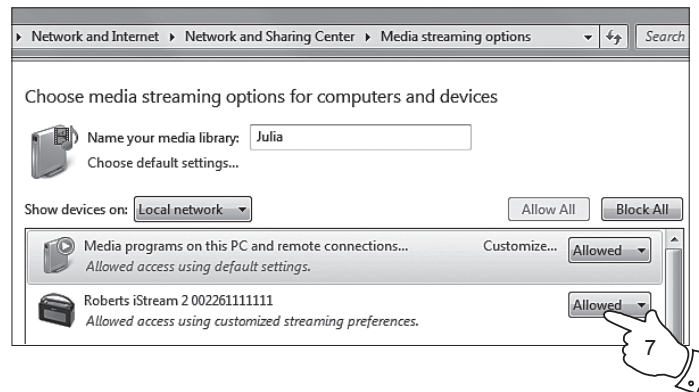 Network and Internet ▸ Network and Sharing Center ▸ Media streaming options Search
Choose media streaming options for computers and devices
Name your media library: Julia
Choose default settings...
Show devices on: Local network Allow All Block All
Media programs on this PC and remote connections... Customize... Allowed
Allowed access using default settings.
Roberts iStream 2 002261111111 Allowed
Allowed access using customized streaming preferences.
7